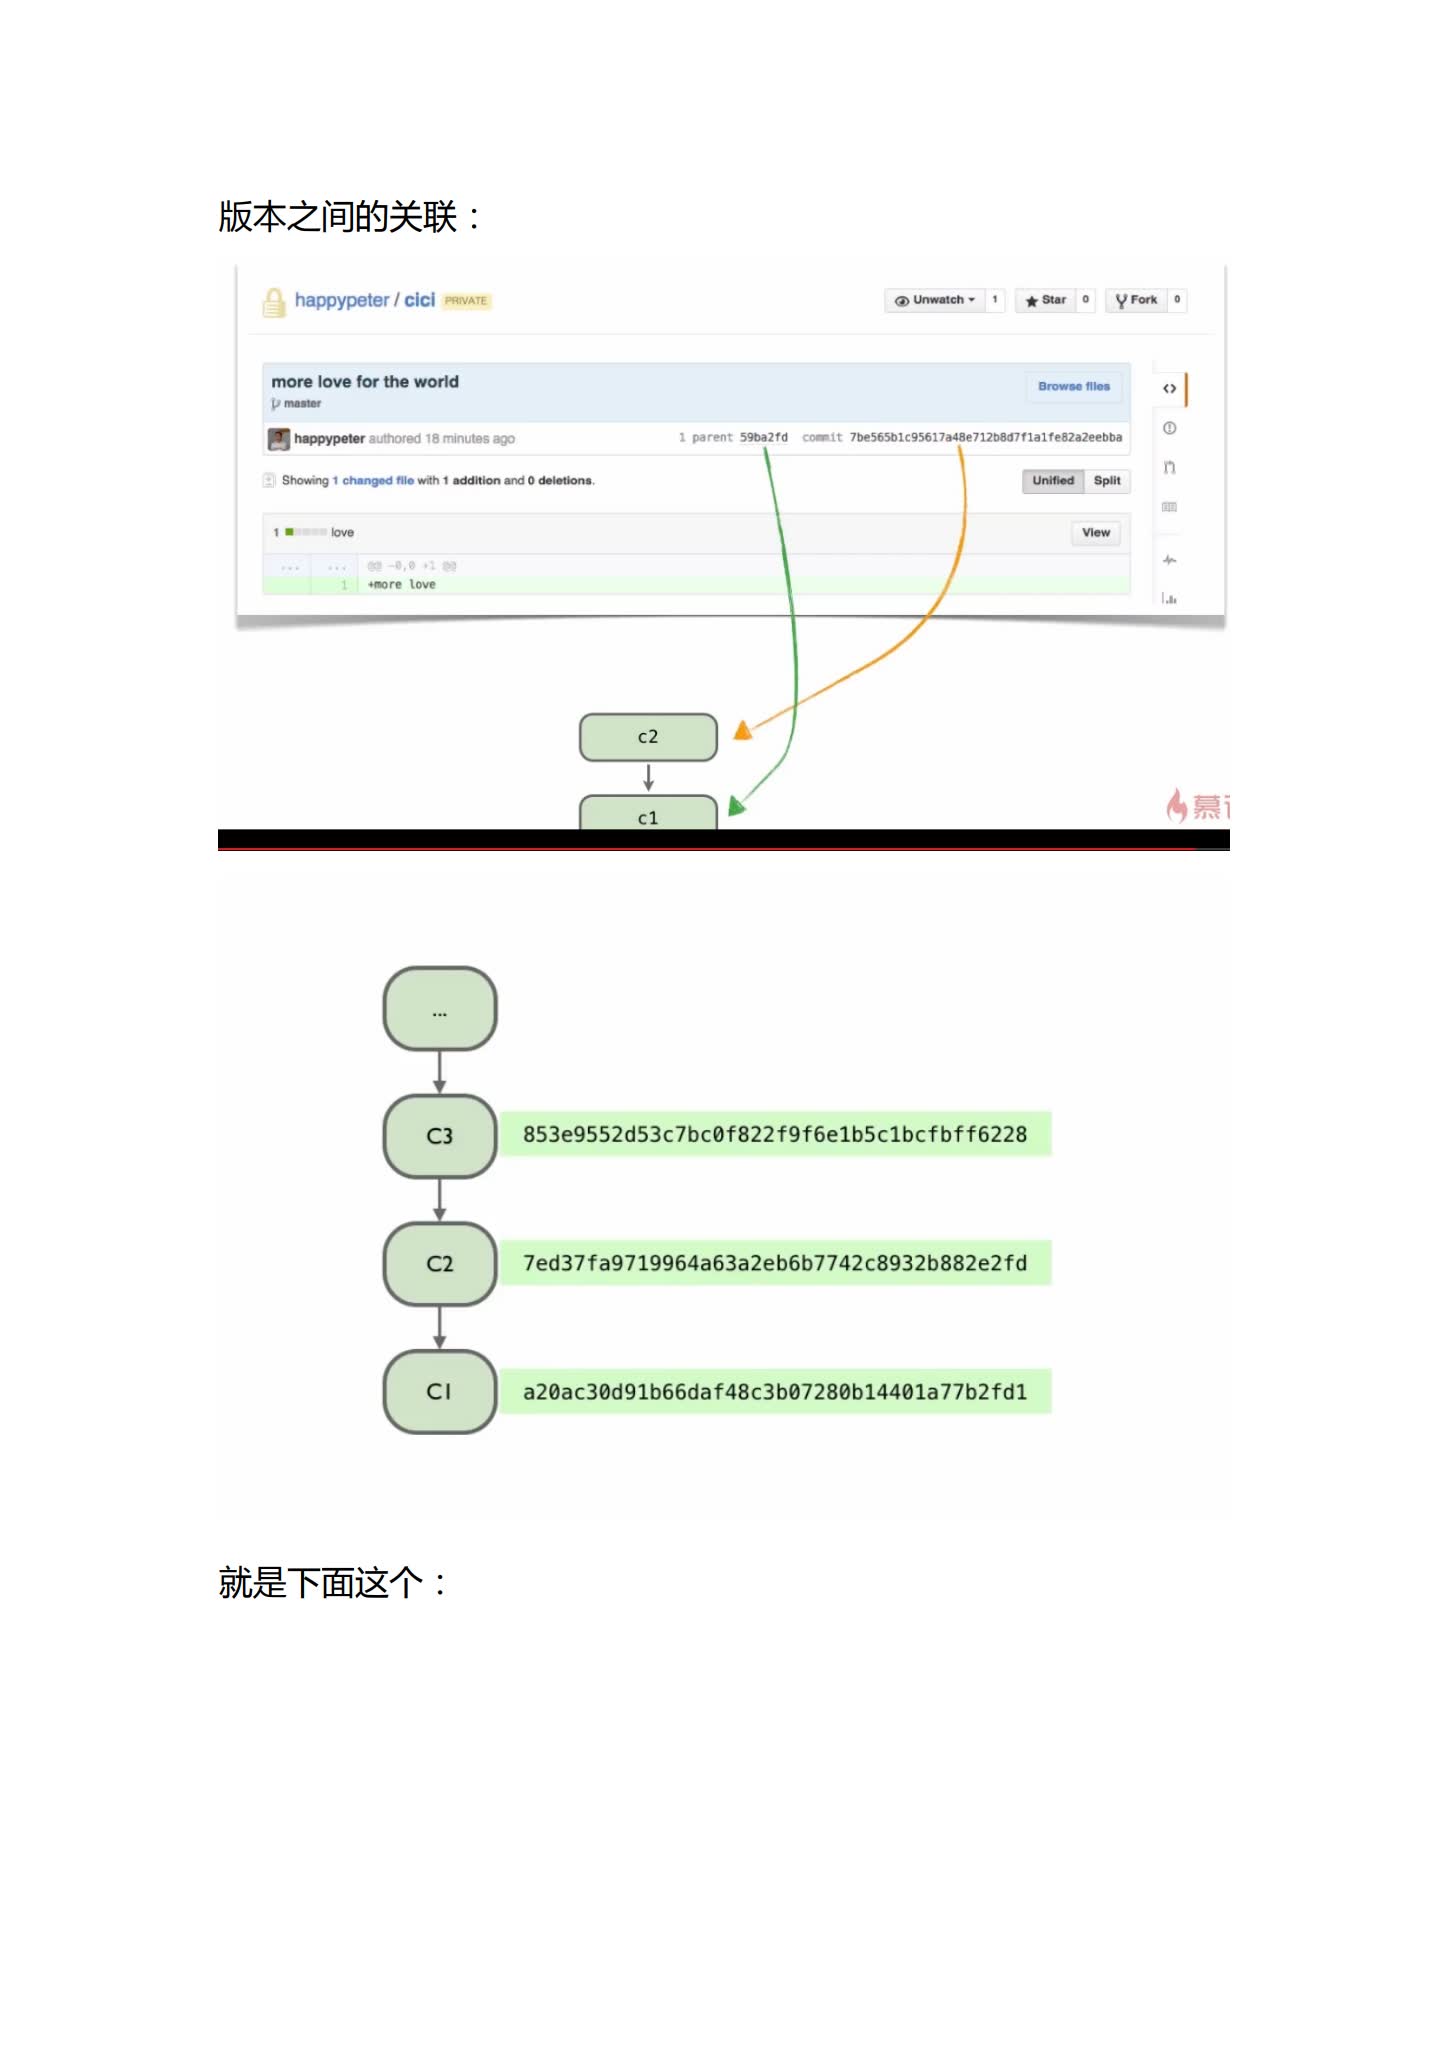 版本之间的关联：
happypeter / cici PRIVATE
Unwatch 1 Star 0 Fork 0
more love for the world
Browse files
master
happypeter authored 18 minutes ago 1 parent 59ba2fd commit 7be565b1c95617a48e712b8d7f1a1fe82a2eebba
Showing 1 changed file with 1 addition and 0 deletions.
Unified Split
1 love View
... ... @@ -0,0 +1 @@
1 +more love
c2
c1
慕
...
C3 853e9552d53c7bc0f822f9f6e1b5c1bcfbff6228
C2 7ed37fa9719964a63a2eb6b7742c8932b882e2fd
C1 a20ac30d91b66daf48c3b07280b14401a77b2fd1
就是下面这个：